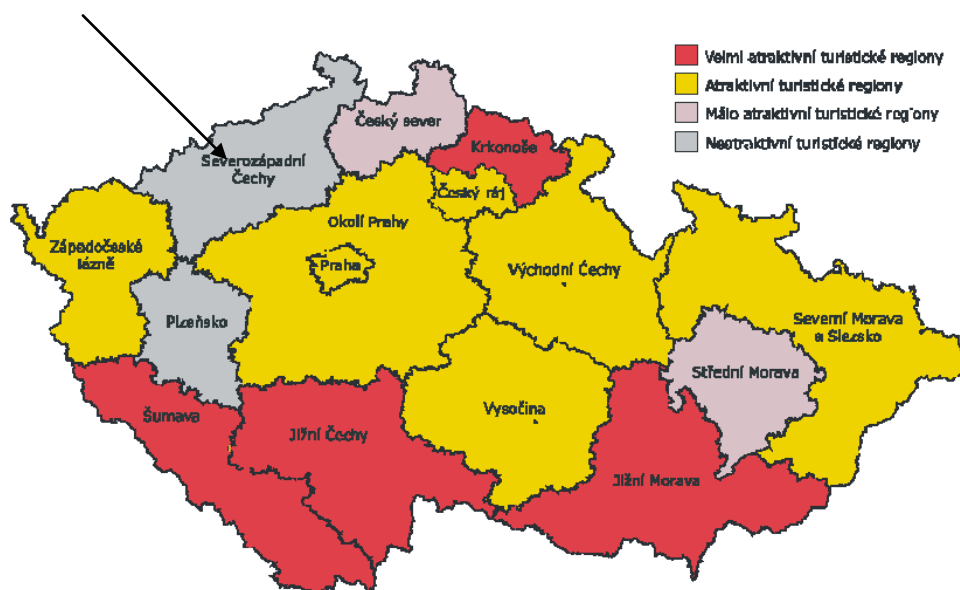 Velmi atraktivní turistické regiony
Atraktivní turistické regiony
Málo atraktivní turistické regiony
Neatraktivní turistické regiony
Český sever
Krkonoše
Severozápadní
Čechy
Český ráj
Okolí Prahy
Západočeské
lázně
Praha
Východní Čechy
Plzeňsko
Severní Morava
a Slezsko
Střední Morava
Vysočina
Šumava
Jižní Čechy
Jižní Morava